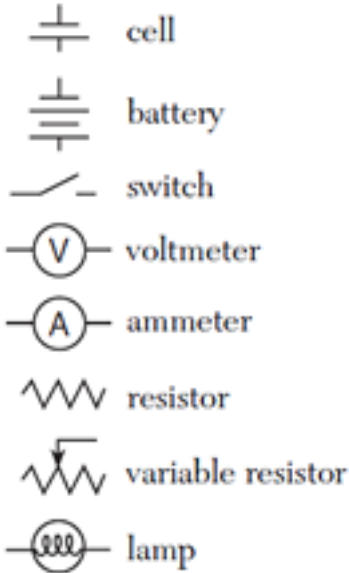 cell
battery
switch
V voltmeter
A ammeter
resistor
variable resistor
lamp